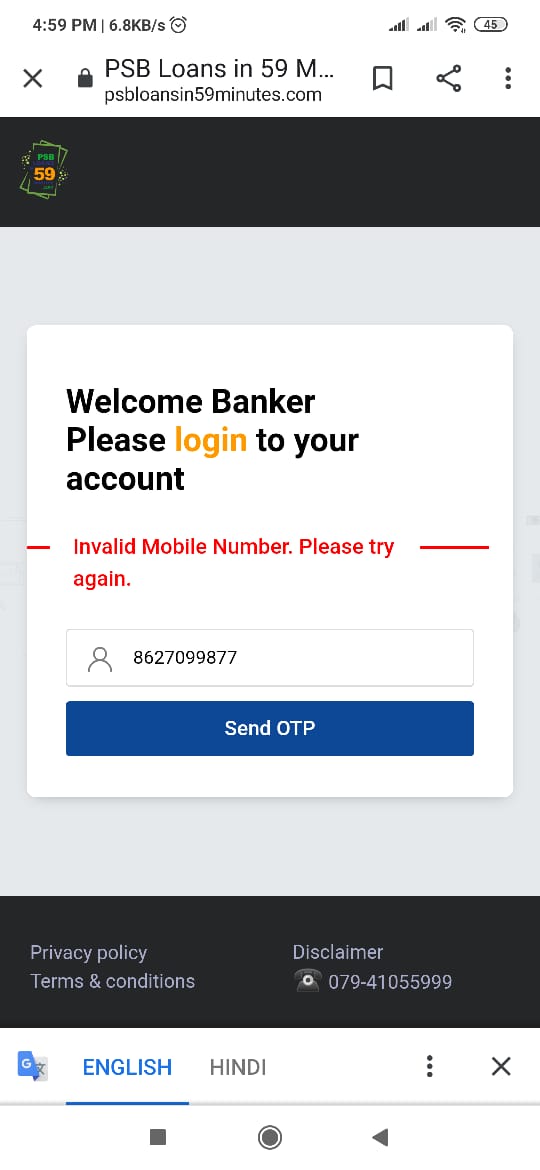 4:59 PM | 6.8KB/s
45
PSB Loans in 59 M...
psbloansin59minutes.com
PSB
59
Welcome Banker
Please login to your
account
Invalid Mobile Number. Please try
again.
8627099877
Send OTP
Privacy policy
Disclaimer
Terms & conditions
079-41055999
G
ENGLISH
HINDI